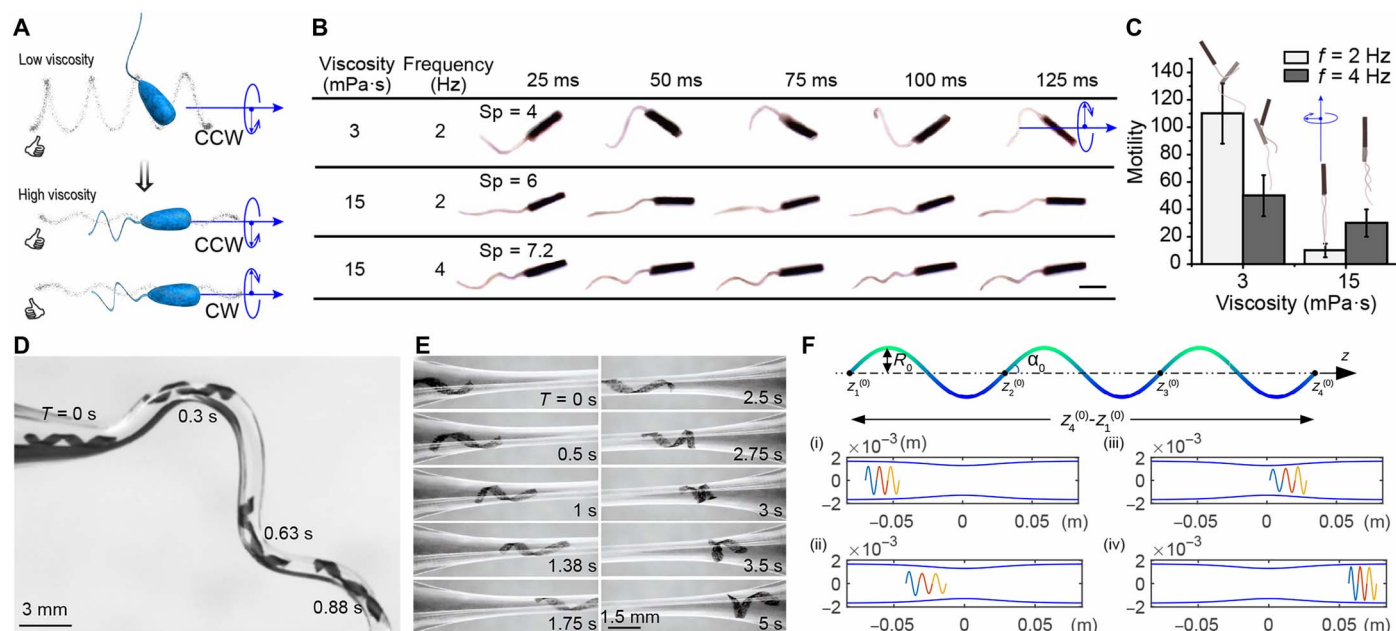 A
Low viscosity
CCW
High viscosity
CCW
CW
B
Viscosity (mPa·s) Frequency (Hz) 25 ms 50 ms 75 ms 100 ms 125 ms
3 2 Sp = 4
15 2 Sp = 6
15 4 Sp = 7.2
C
f = 2 Hz
f = 4 Hz
Motility
140
120
100
80
60
40
20
0
3 15
Viscosity (mPa·s)
D
T = 0 s
0.3 s
0.63 s
0.88 s
3 mm
E
T = 0 s 2.5 s
0.5 s 2.75 s
1 s 3 s
1.38 s 3.5 s
1.75 s 1.5 mm 5 s
F
R₀ α₀ z
z₁⁽⁰⁾ z₂⁽⁰⁾ z₃⁽⁰⁾ z₄⁽⁰⁾
z₄⁽⁰⁾-z₁⁽⁰⁾
(i) ×10⁻³ (m)
2
0
−2
−0.05 0 0.05 (m)
(iii) ×10⁻³
2
0
−2
−0.05 0 0.05 (m)
(ii) ×10⁻³
2
0
−2
−0.05 0 0.05 (m)
(iv) ×10⁻³
2
0
−2
−0.05 0 0.05 (m)